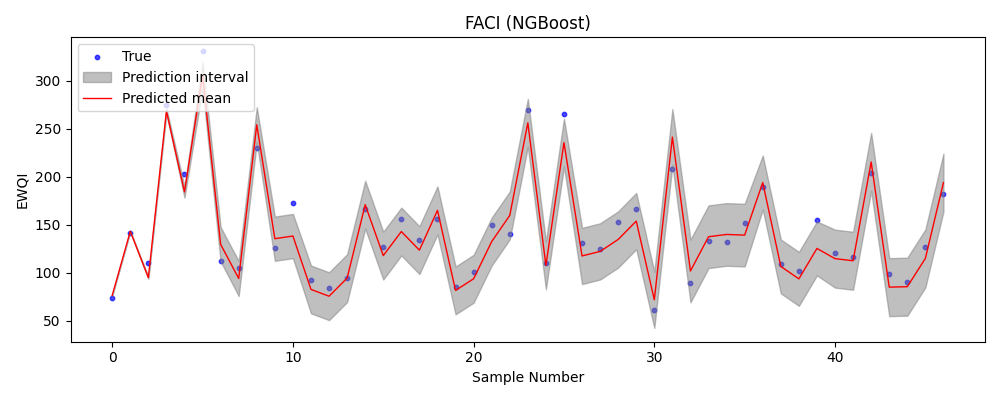 FACI (NGBoost)
True
Prediction interval
Predicted mean
EWQI
300
250
200
150
100
50
0
10
20
30
40
Sample Number